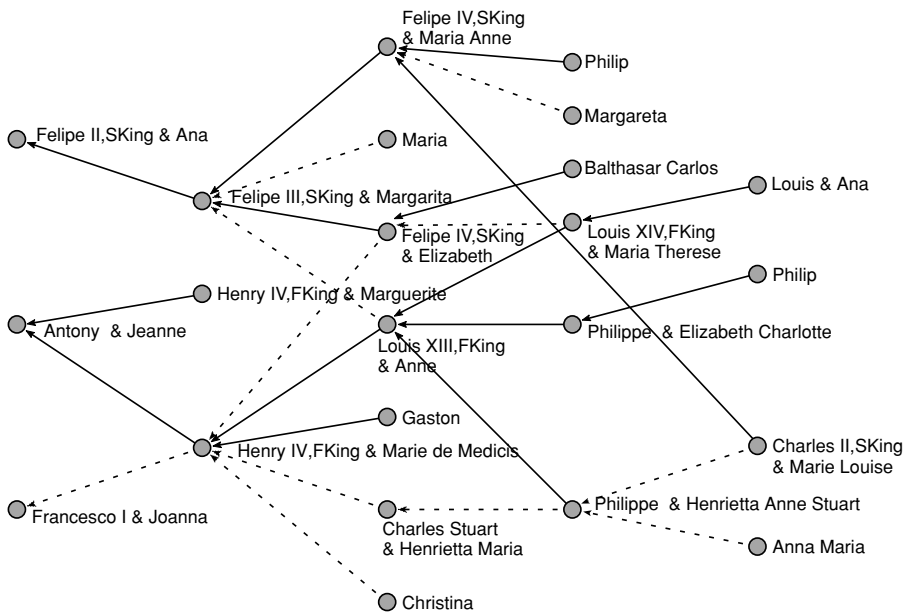 Felipe IV,SKing
& Maria Anne
Philip
Margareta
Felipe II,SKing & Ana
Maria
Balthasar Carlos
Louis & Ana
Felipe III,SKing & Margarita
Felipe IV,SKing
& Elizabeth
Louis XIV,FKing
& Maria Therese
Philip
Henry IV,FKing & Marguerite
Antony & Jeanne
Louis XIII,FKing
& Anne
Philippe & Elizabeth Charlotte
Gaston
Henry IV,FKing & Marie de Medicis
Charles II,SKing
& Marie Louise
Francesco I & Joanna
Charles Stuart
& Henrietta Maria
Philippe & Henrietta Anne Stuart
Anna Maria
Christina